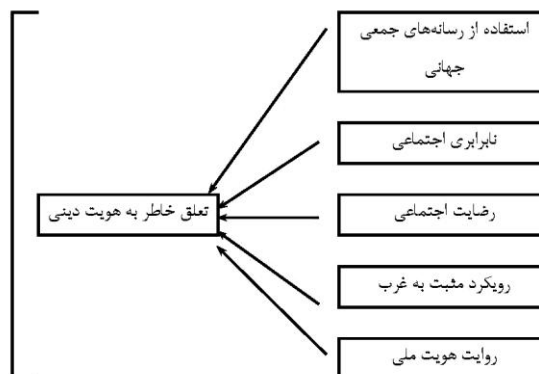 استفاده از رسانه‌های جمعی
جهانی
نابرابری اجتماعی
رضایت اجتماعی
تعلق خاطر به هویت دینی
رویکرد مثبت به غرب
روایت هویت ملی